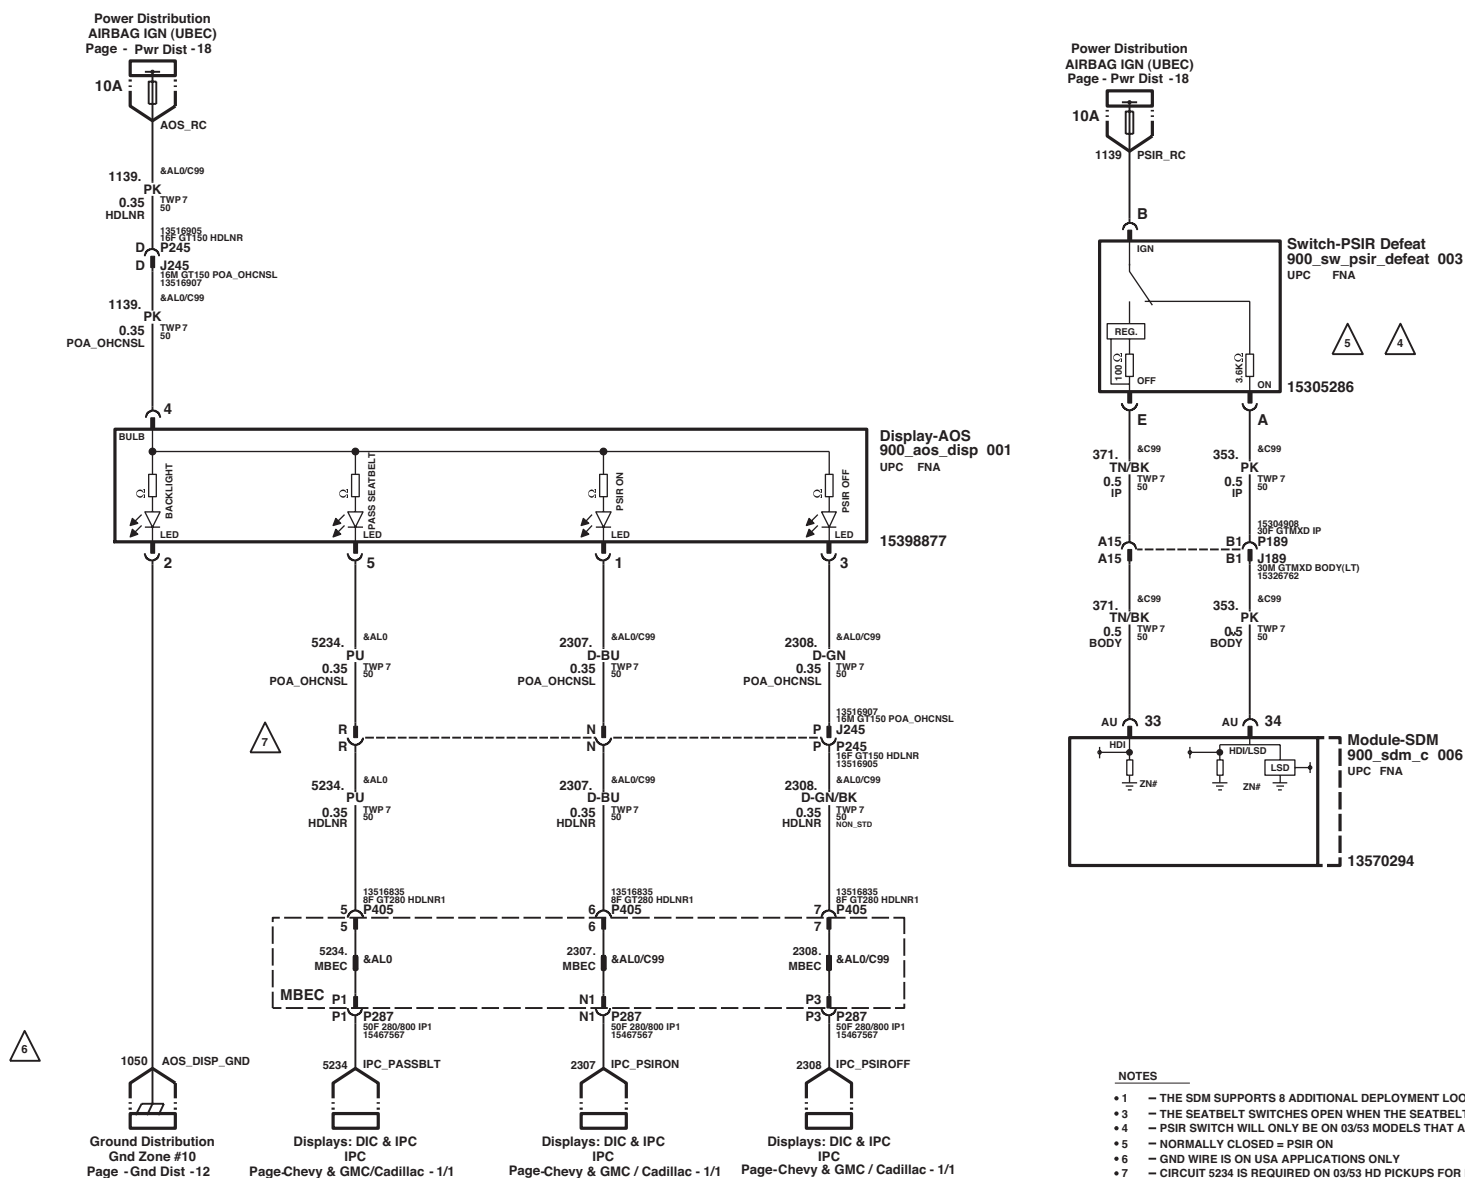 Power Distribution
AIRBAG IGN (UBEC)
Page - Pwr Dist -18
10A
AOS_RC
1139.
&AL0/C99
PK
0.35
TWP 7
50
HDLNR
13516905
16F GT150 HDLNR
D
P245
D
J245
16M GT150 POA_OHCNSL
13516907
1139.
&AL0/C99
PK
0.35
TWP 7
50
POA_OHCNSL
4
BULB
BACKLIGHT
Ω
LED
PASS SEATBELT
Ω
LED
PSIR ON
Ω
LED
PSIR OFF
Ω
LED
Display-AOS
900_aos_disp 001
UPC FNA
15398877
2
5
1
3
5234.
&AL0
PU
0.35
TWP 7
50
POA_OHCNSL
2307.
&AL0/C99
D-BU
0.35
TWP 7
50
POA_OHCNSL
2308.
&AL0/C99
D-GN
0.35
TWP 7
50
POA_OHCNSL
7
R
R
N
N
13516907
16M GT150 POA_OHCNSL
P
J245
P
P245
16F GT150 HDLNR
13516905
5234.
&AL0
PU
0.35
TWP 7
50
HDLNR
2307.
&AL0/C99
D-BU
0.35
TWP 7
50
HDLNR
2308.
&AL0/C99
D-GN/BK
0.35
TWP 7
50
HDLNR
NON_STD
13516835
8F GT280 HDLNR1
5
P405
5
13516835
8F GT280 HDLNR1
6
P405
6
13516835
8F GT280 HDLNR1
7
P405
7
5234.
MBEC
&AL0
2307.
MBEC
&AL0/C99
2308.
MBEC
&AL0/C99
MBEC
P1
P1
P287
50F 280/800 IP1
15467567
N1
N1
P287
50F 280/800 IP1
15467567
P3
P3
P287
50F 280/800 IP1
15467567
6
1050
AOS_DISP_GND
5234
IPC_PASSBLT
2307
IPC_PSIRON
2308
IPC_PSIROFF
Ground Distribution
Gnd Zone #10
Page -Gnd Dist -12
Displays: DIC & IPC
IPC
Page-Chevy & GMC/Cadillac - 1/1
Displays: DIC & IPC
IPC
Page-Chevy & GMC / Cadillac - 1/1
Displays: DIC & IPC
IPC
Page-Chevy & GMC / Cadillac - 1/1
Power Distribution
AIRBAG IGN (UBEC)
Page - Pwr Dist -18
10A
1139
PSIR_RC
B
IGN
REG.
100 Ω
OFF
3.6KΩ
ON
Switch-PSIR Defeat
900_sw_psir_defeat 003
UPC FNA
5
4
15305286
E
A
371.
&C99
TN/BK
0.5
TWP 7
50
IP
353.
&C99
PK
0.5
TWP 7
50
IP
15304908
30F GTMXD IP
A15
A15
B1
P189
B1
J189
30M GTMXD BODY(LT)
15326762
371.
&C99
TN/BK
0.5
TWP 7
50
BODY
353.
&C99
PK
0.5
TWP 7
50
BODY
AU
33
AU
34
HDI
ZN#
HDI/LSD
ZN#
LSD
Module-SDM
900_sdm_c 006
UPC FNA
13570294
NOTES
• 1 – THE SDM SUPPORTS 8 ADDITIONAL DEPLOYMENT LOO
• 3 – THE SEATBELT SWITCHES OPEN WHEN THE SEATBELT
• 4 – PSIR SWITCH WILL ONLY BE ON 03/53 MODELS THAT A
• 5 – NORMALLY CLOSED = PSIR ON
• 6 – GND WIRE IS ON USA APPLICATIONS ONLY
• 7 – CIRCUIT 5234 IS REQUIRED ON 03/53 HD PICKUPS FOR